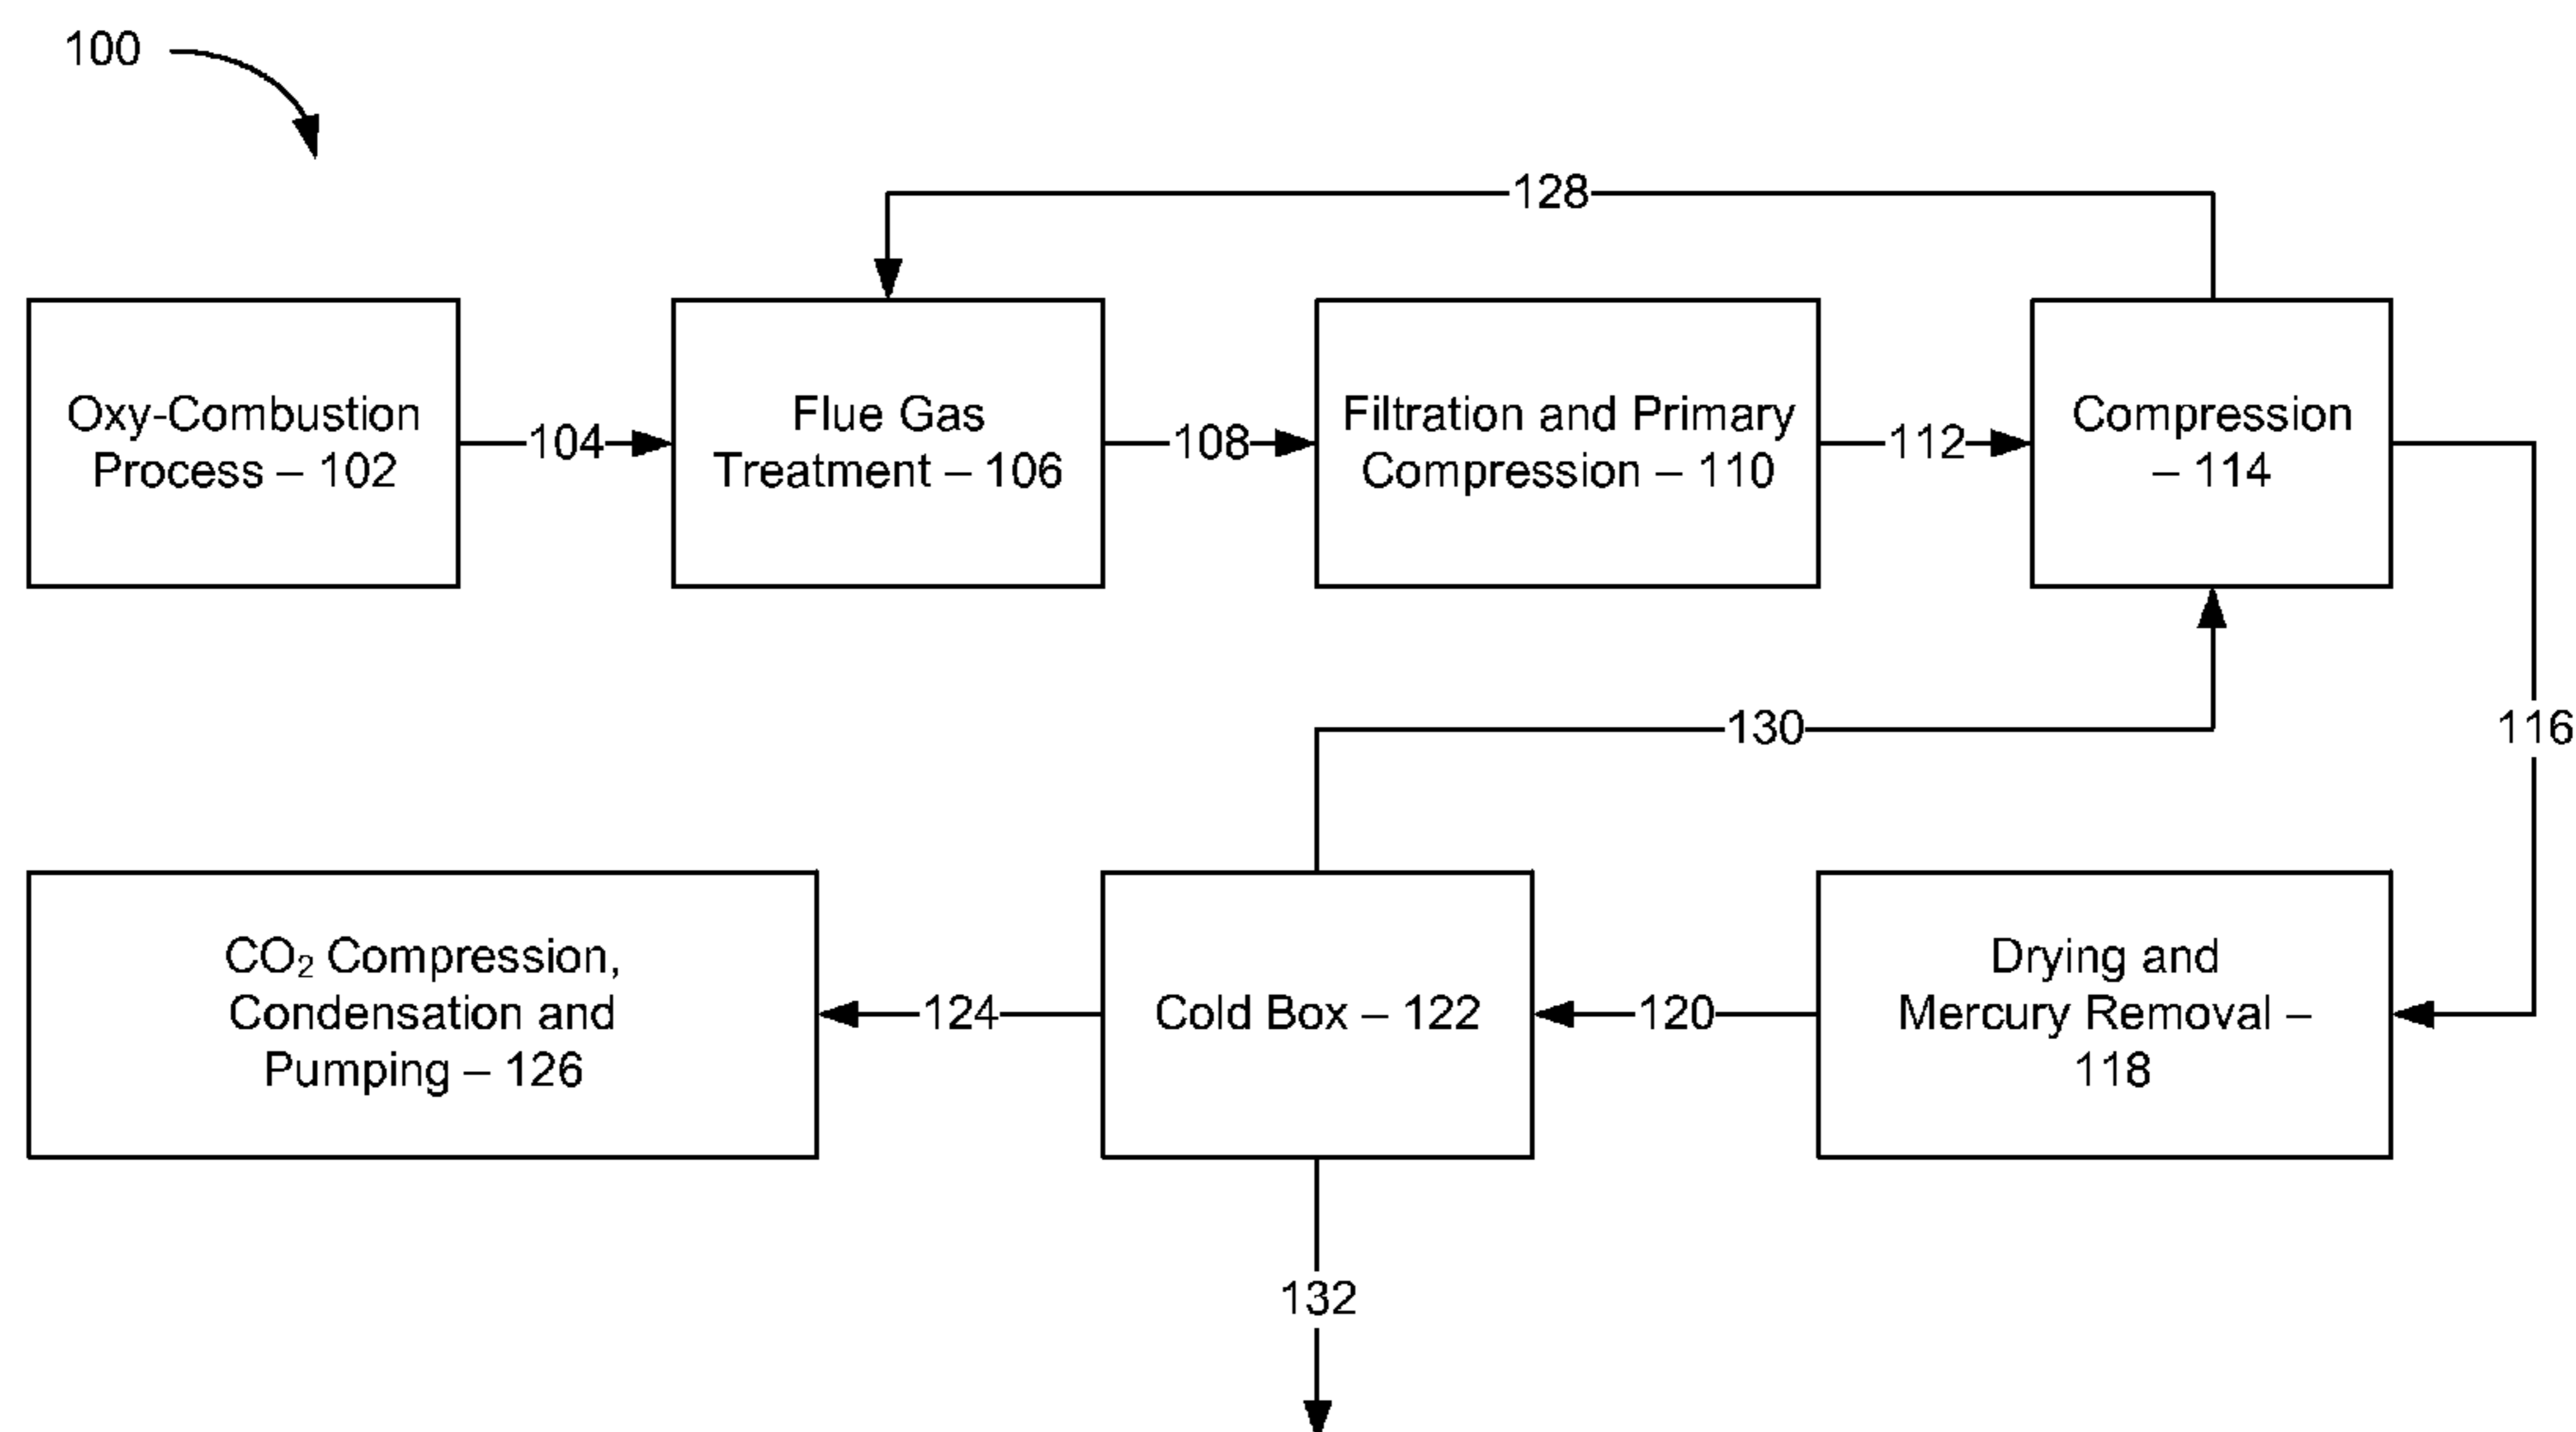 100
128
Oxy-Combustion
Process – 102
104
Flue Gas
Treatment – 106
108
Filtration and Primary
Compression – 110
112
Compression
– 114
130
116
CO₂ Compression,
Condensation and
Pumping – 126
124
Cold Box – 122
120
Drying and
Mercury Removal –
118
132